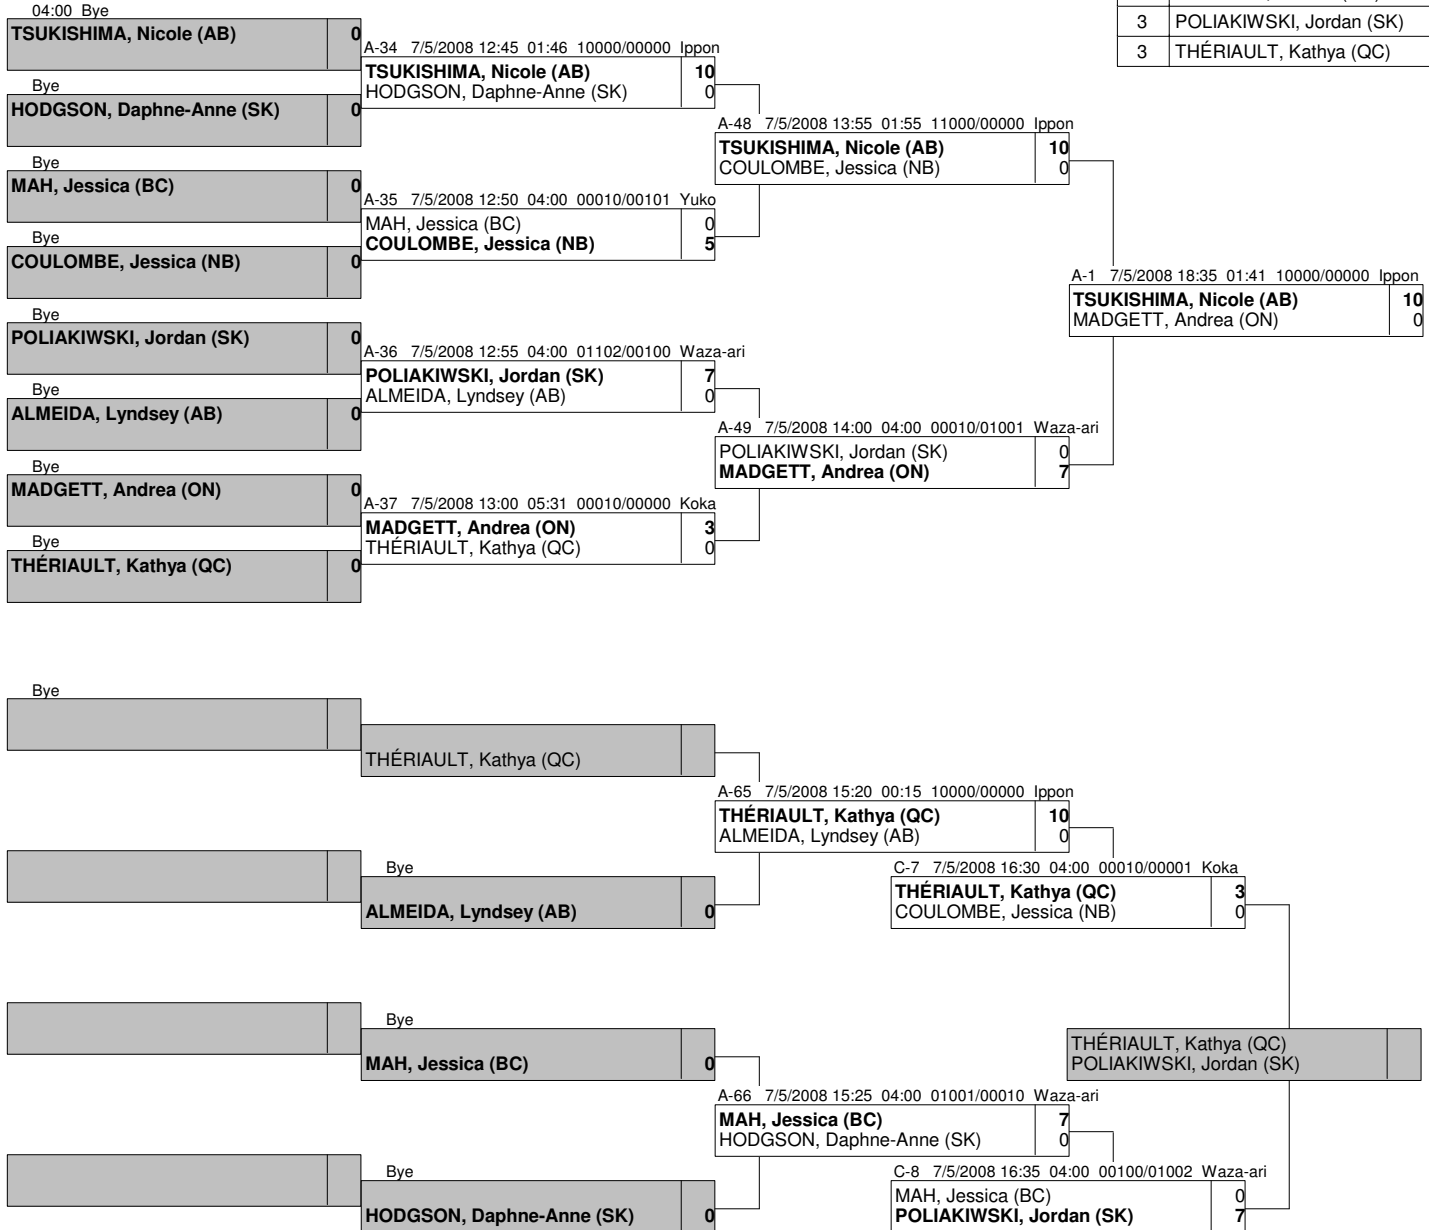 04:00 Bye
TSUKISHIMA, Nicole (AB) 0
Bye
HODGSON, Daphne-Anne (SK) 0
Bye
MAH, Jessica (BC) 0
Bye
COULOMBE, Jessica (NB) 0
Bye
POLIAKIWSKI, Jordan (SK) 0
Bye
ALMEIDA, Lyndsey (AB) 0
Bye
MADGETT, Andrea (ON) 0
Bye
THÉRIAULT, Kathya (QC) 0
A-34 7/5/2008 12:45 01:46 10000/00000 Ippon
TSUKISHIMA, Nicole (AB) 10
HODGSON, Daphne-Anne (SK) 0
A-35 7/5/2008 12:50 04:00 00010/00101 Yuko
MAH, Jessica (BC) 0
COULOMBE, Jessica (NB) 5
A-36 7/5/2008 12:55 04:00 01102/00100 Waza-ari
POLIAKIWSKI, Jordan (SK) 7
ALMEIDA, Lyndsey (AB) 0
A-37 7/5/2008 13:00 05:31 00010/00000 Koka
MADGETT, Andrea (ON) 3
THÉRIAULT, Kathya (QC) 0
A-48 7/5/2008 13:55 01:55 11000/00000 Ippon
TSUKISHIMA, Nicole (AB) 10
COULOMBE, Jessica (NB) 0
A-49 7/5/2008 14:00 04:00 00010/01001 Waza-ari
POLIAKIWSKI, Jordan (SK) 0
MADGETT, Andrea (ON) 7
3 POLIAKIWSKI, Jordan (SK)
3 THÉRIAULT, Kathya (QC)
A-1 7/5/2008 18:35 01:41 10000/00000 Ippon
TSUKISHIMA, Nicole (AB) 10
MADGETT, Andrea (ON) 0
Bye
THÉRIAULT, Kathya (QC)
Bye
ALMEIDA, Lyndsey (AB) 0
Bye
MAH, Jessica (BC) 0
Bye
HODGSON, Daphne-Anne (SK) 0
A-65 7/5/2008 15:20 00:15 10000/00000 Ippon
THÉRIAULT, Kathya (QC) 10
ALMEIDA, Lyndsey (AB) 0
A-66 7/5/2008 15:25 04:00 01001/00010 Waza-ari
MAH, Jessica (BC) 7
HODGSON, Daphne-Anne (SK) 0
C-7 7/5/2008 16:30 04:00 00010/00001 Koka
THÉRIAULT, Kathya (QC) 3
COULOMBE, Jessica (NB) 0
C-8 7/5/2008 16:35 04:00 00100/01002 Waza-ari
MAH, Jessica (BC) 0
POLIAKIWSKI, Jordan (SK) 7
THÉRIAULT, Kathya (QC)
POLIAKIWSKI, Jordan (SK)